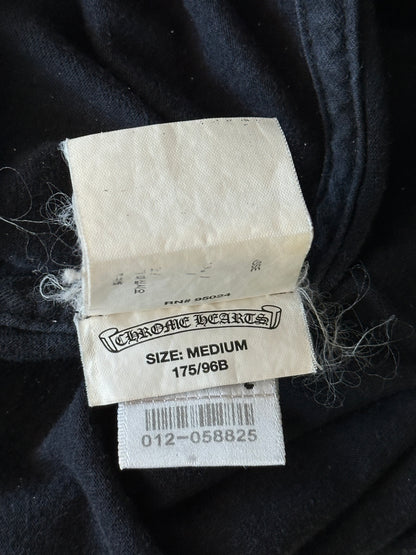 RN# 95024
CHROME HEARTS
SIZE: MEDIUM
175/96B
012-058825